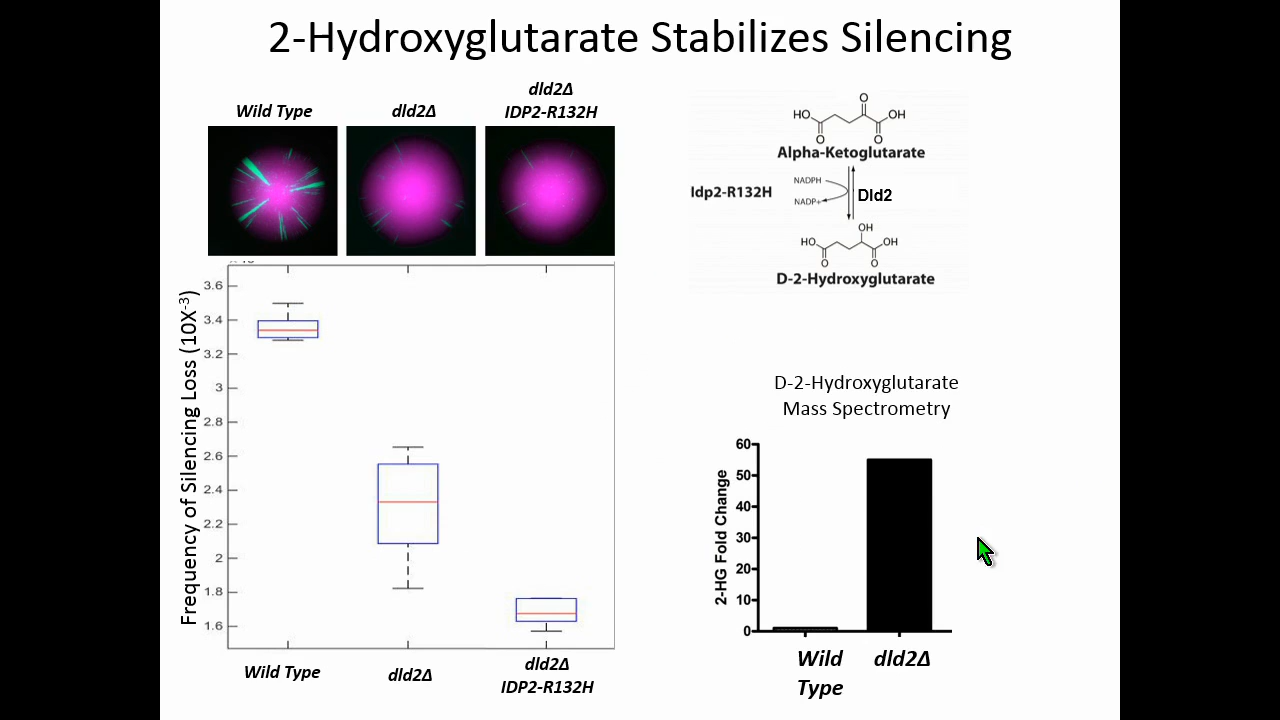 2-Hydroxyglutarate Stabilizes Silencing
Wild Type
dld2Δ
dld2Δ
IDP2-R132H
Frequency of Silencing Loss (10X-3)
3.6
3.4
3.2
3
2.8
2.6
2.4
2.2
2
1.8
1.6
Wild Type
dld2Δ
dld2Δ
IDP2-R132H
O
HO
OH
O
O
Alpha-Ketoglutarate
Idp2-R132H
NADPH
NADP+
Dld2
OH
HO
OH
O
O
D-2-Hydroxyglutarate
D-2-Hydroxyglutarate
Mass Spectrometry
2-HG Fold Change
60
50
40
30
20
10
0
Wild
Type
dld2Δ